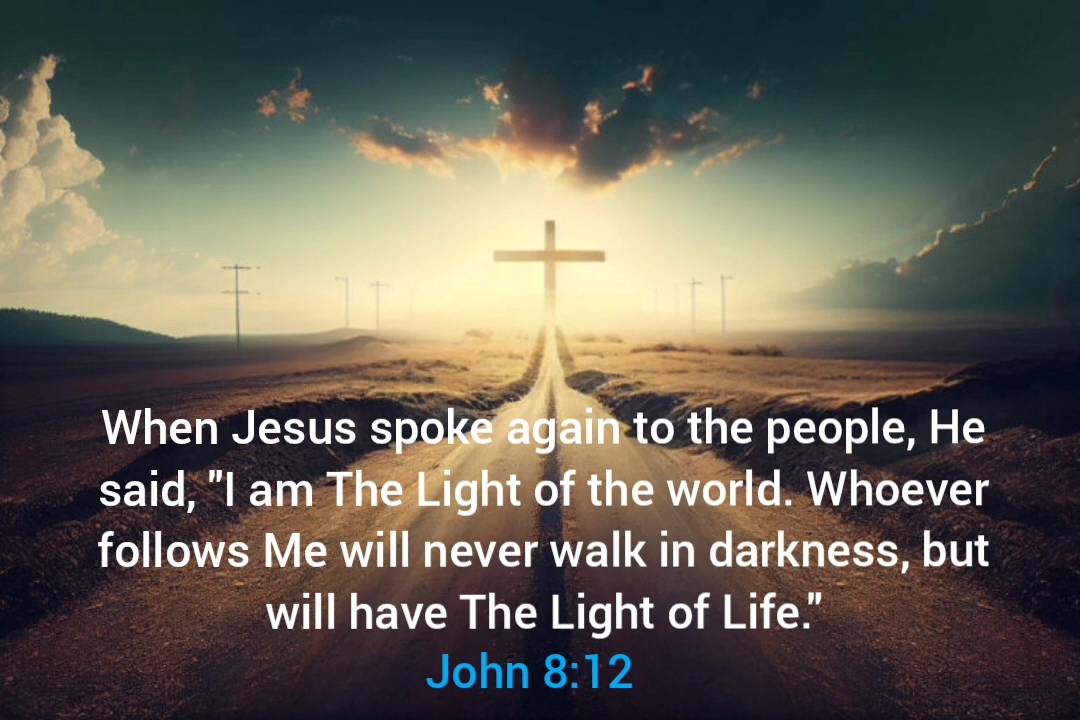 When Jesus spoke again to the people, He
said, "I am The Light of the world. Whoever
follows Me will never walk in darkness, but
will have The Light of Life."
John 8:12